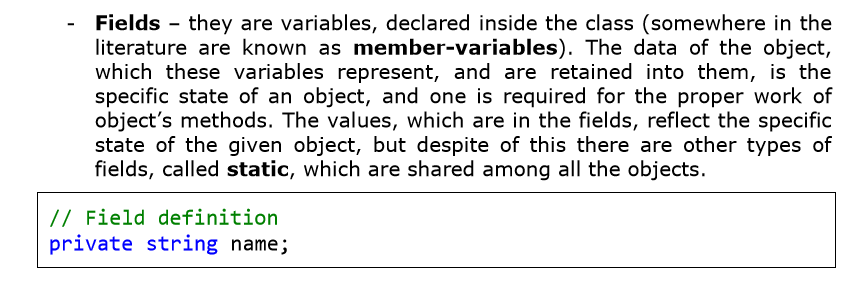 - Fields – they are variables, declared inside the class (somewhere in the
literature are known as member-variables). The data of the object,
which these variables represent, and are retained into them, is the
specific state of an object, and one is required for the proper work of
object’s methods. The values, which are in the fields, reflect the specific
state of the given object, but despite of this there are other types of
fields, called static, which are shared among all the objects.
// Field definition
private string name;